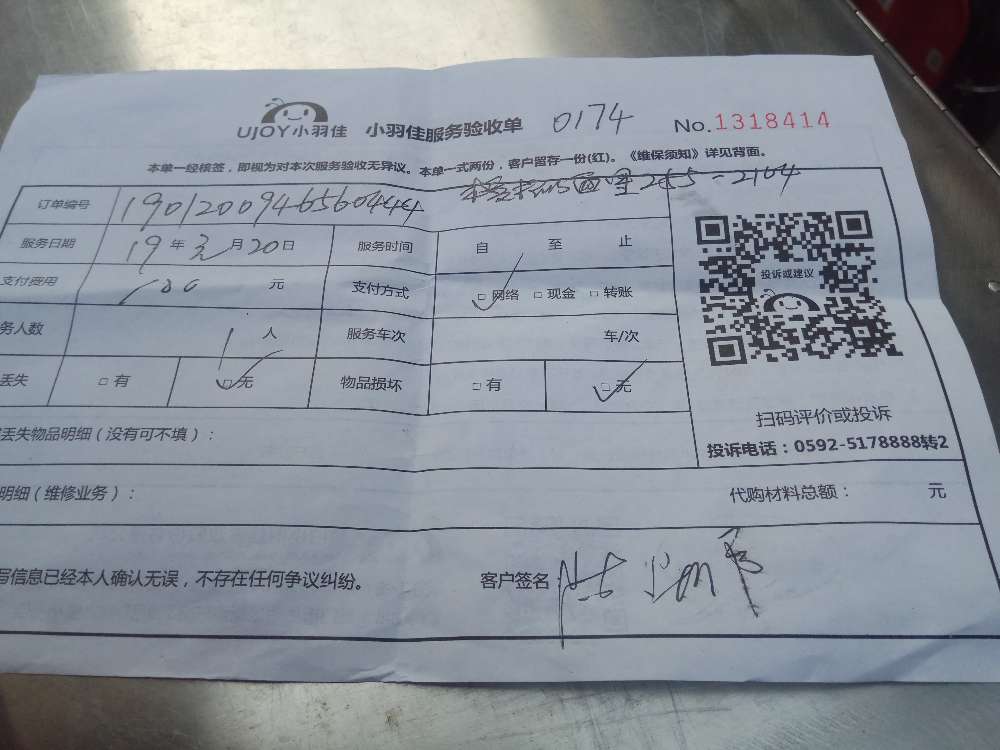 UJOY小羽佳 小羽佳服务验收单 0174 No.1318414
本单一经核签，即视为对本次服务验收无异议。本单一式两份，客户留存一份(红)。《维保须知》详见背面。
265-2104
订单编号 190120094656044
服务日期 19年元月20日 服务时间 自 至 止
支付费用 100 元 支付方式 □网络 □现金 □转账
务人数 1人 服务车次 车/次
丢失 □有 □无 物品损坏 □有 □无
投诉或建议
扫码评价或投诉
投诉电话：0592-5178888转2
丢失物品明细（没有可不填）：
明细（维修业务）： 代购材料总额： 元
写信息已经本人确认无误，不存在任何争议纠纷。 客户签名